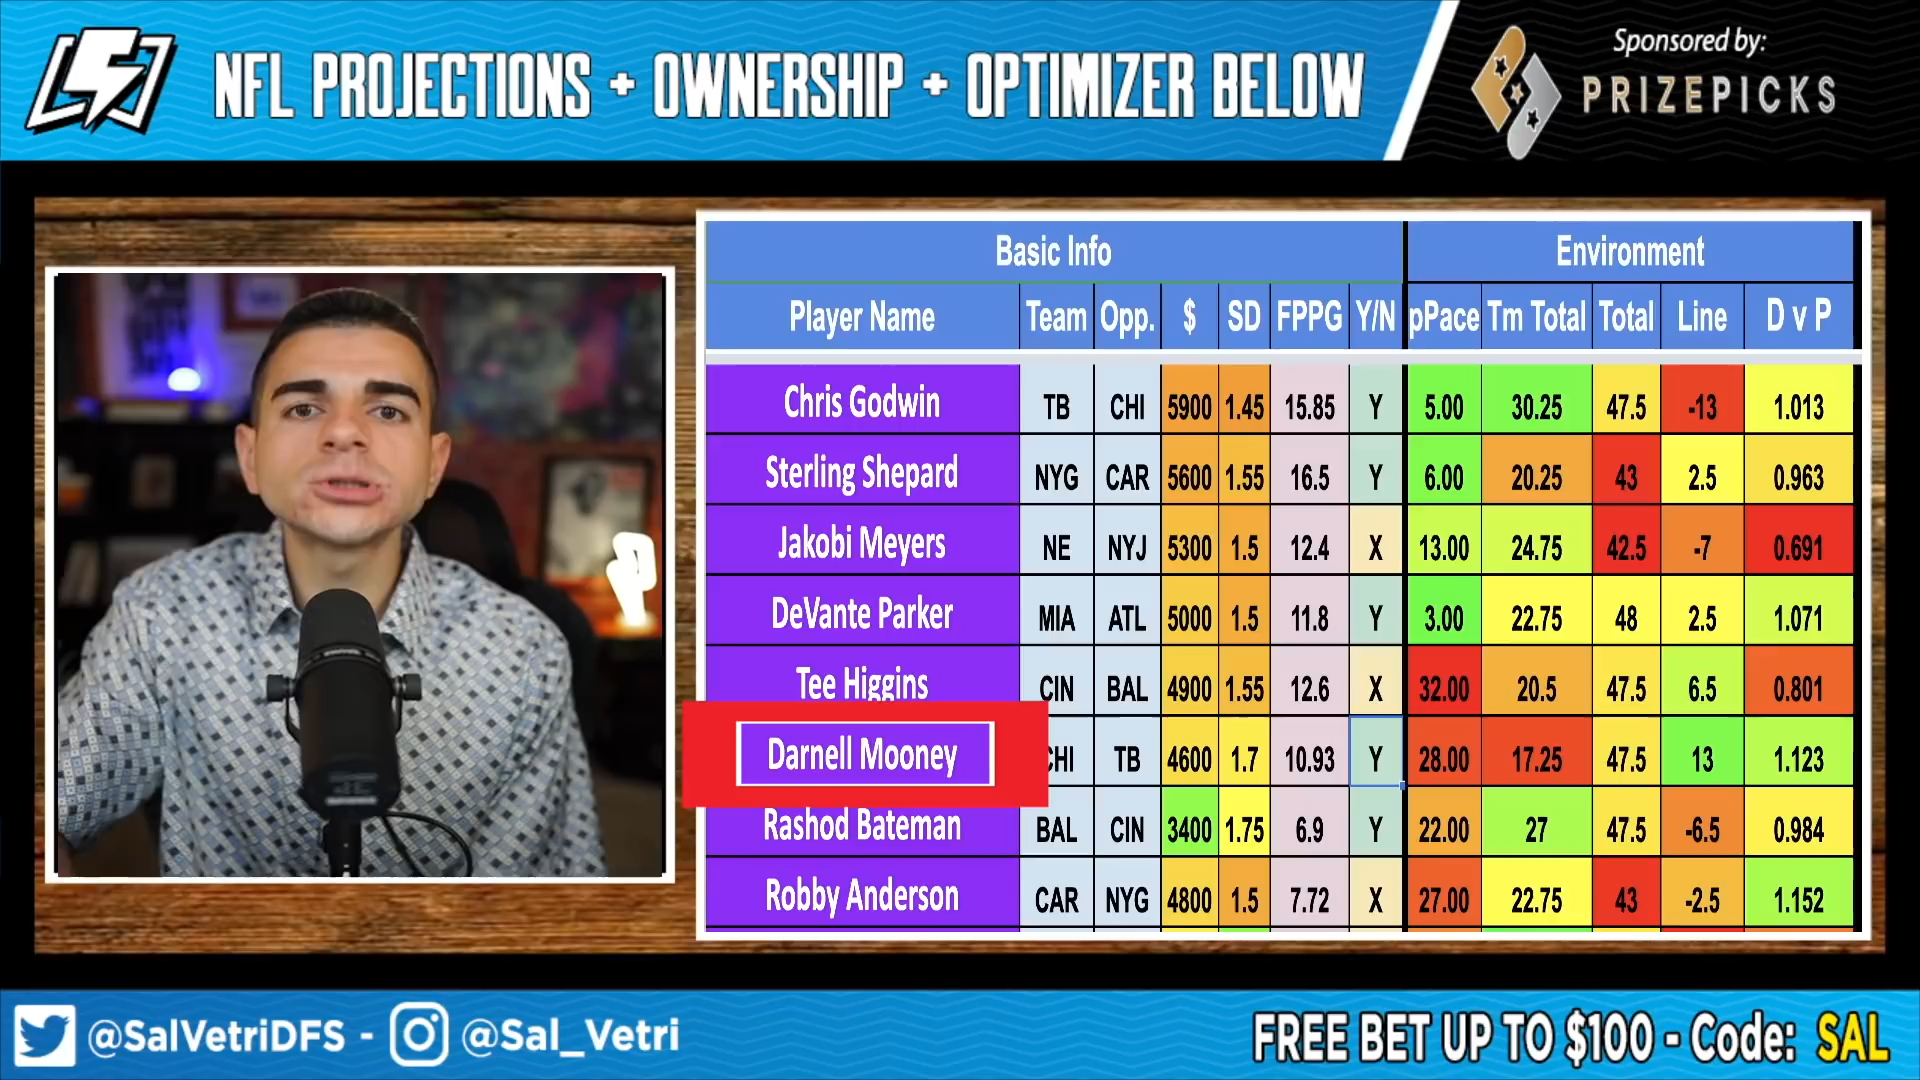 NFL PROJECTIONS + OWNERSHIP + OPTIMIZER BELOW
Sponsored by:
PRIZEPICKS
Basic Info Environment
Player Name Team Opp. $ SD FPPG Y/N pPace Tm Total Total Line D v P
Chris Godwin TB CHI 5900 1.45 15.85 Y 5.00 30.25 47.5 -13 1.013
Sterling Shepard NYG CAR 5600 1.55 16.5 Y 6.00 20.25 43 2.5 0.963
Jakobi Meyers NE NYJ 5300 1.5 12.4 X 13.00 24.75 42.5 -7 0.691
DeVante Parker MIA ATL 5000 1.5 11.8 Y 3.00 22.75 48 2.5 1.071
Tee Higgins CIN BAL 4900 1.55 12.6 X 32.00 20.5 47.5 6.5 0.801
Darnell Mooney CHI TB 4600 1.7 10.93 Y 28.00 17.25 47.5 13 1.123
Rashod Bateman BAL CIN 3400 1.75 6.9 Y 22.00 27 47.5 -6.5 0.984
Robby Anderson CAR NYG 4800 1.5 7.72 X 27.00 22.75 43 -2.5 1.152
@SalVetriDFS - @Sal_Vetri
FREE BET UP TO $100 - Code: SAL